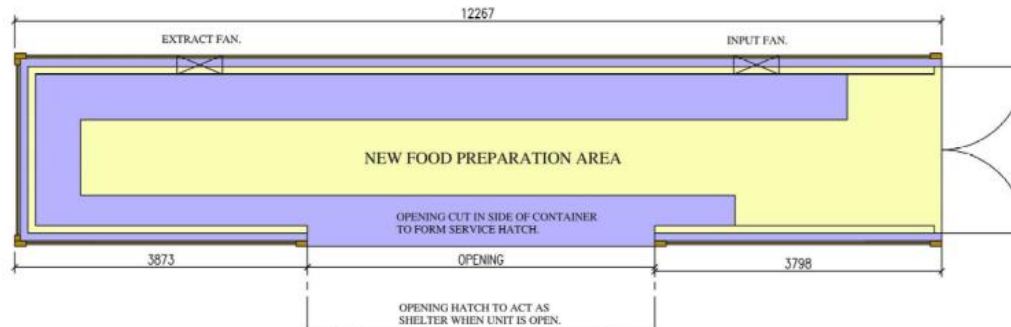 12267
EXTRACT FAN.
INPUT FAN.
NEW FOOD PREPARATION AREA
OPENING CUT IN SIDE OF CONTAINER
TO FORM SERVICE HATCH.
3873
OPENING
3798
OPENING HATCH TO ACT AS
SHELTER WHEN UNIT IS OPEN.